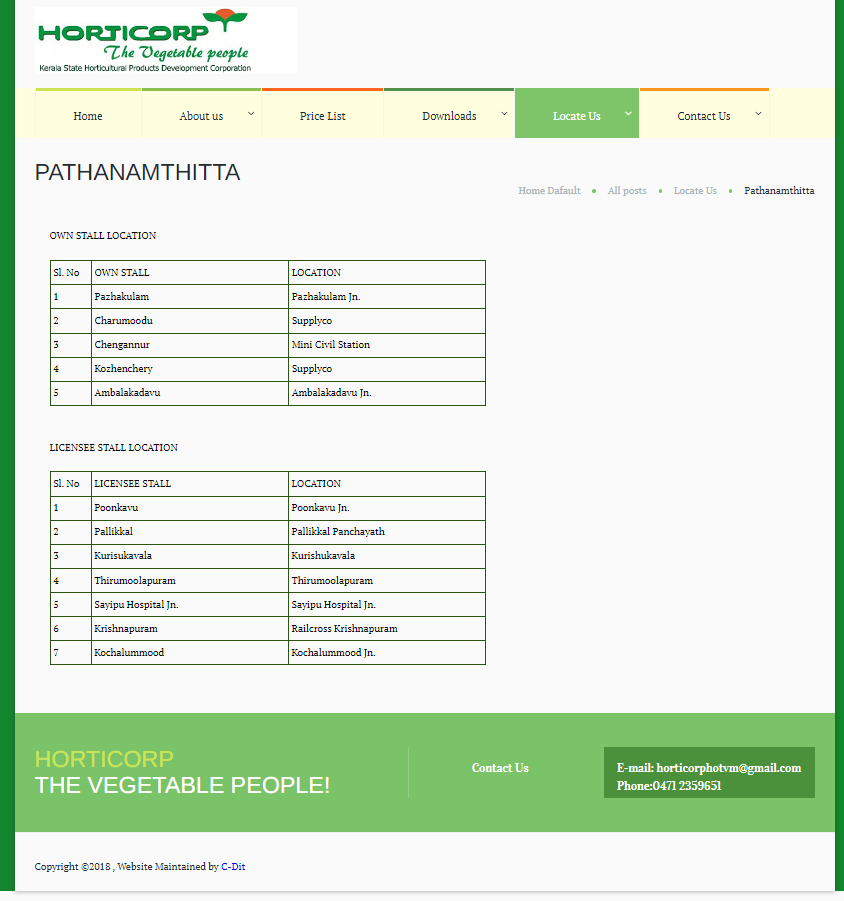 HORTICORP
The Vegetable people
Kerala State Horticultural Products Development Corporation
Home About us Price List Downloads Locate Us Contact Us
PATHANAMTHITTA
Home Dafault • All posts • Locate Us • Pathanamthitta
OWN STALL LOCATION
Sl. No OWN STALL LOCATION
1 Pazhakulam Pazhakulam Jn.
2 Charumoodu Supplyco
3 Chengannur Mini Civil Station
4 Kozhenchery Supplyco
5 Ambalakadavu Ambalakadavu Jn.
LICENSEE STALL LOCATION
Sl. No LICENSEE STALL LOCATION
1 Poonkavu Poonkavu Jn.
2 Pallikkal Pallikkal Panchayath
3 Kurisukavala Kurishukavala
4 Thirumoolapuram Thirumoolapuram
5 Sayipu Hospital Jn. Sayipu Hospital Jn.
6 Krishnapuram Railcross Krishnapuram
7 Kochalummood Kochalummood Jn.
HORTICORP
THE VEGETABLE PEOPLE!
Contact Us
E-mail: horticorphotvm@gmail.com
Phone:0471 2359651
Copyright ©2018 , Website Maintained by C-Dit